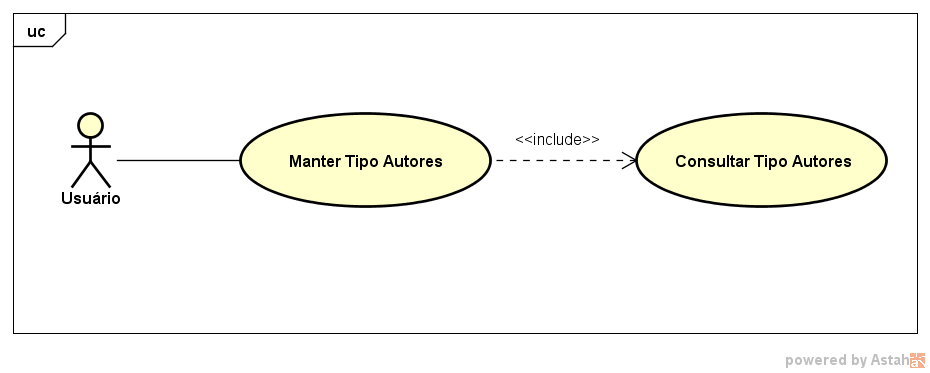 uc
<<include>>
Manter Tipo Autores
Consultar Tipo Autores
Usuário
powered by Astah